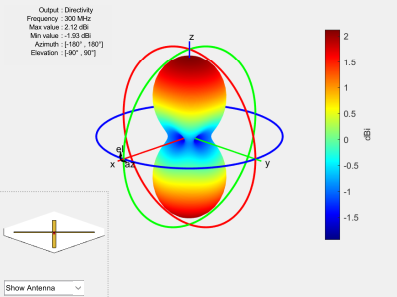 Output : Directivity
Frequency : 300 MHz
Max value : 2.12 dBi
Min value : -1.93 dBi
Azimuth : [-180° , 180°]
Elevation : [-90° , 90°]
z
el
x
az
y
2
1.5
1
0.5
0
-0.5
-1
-1.5
dBi
Show Antenna